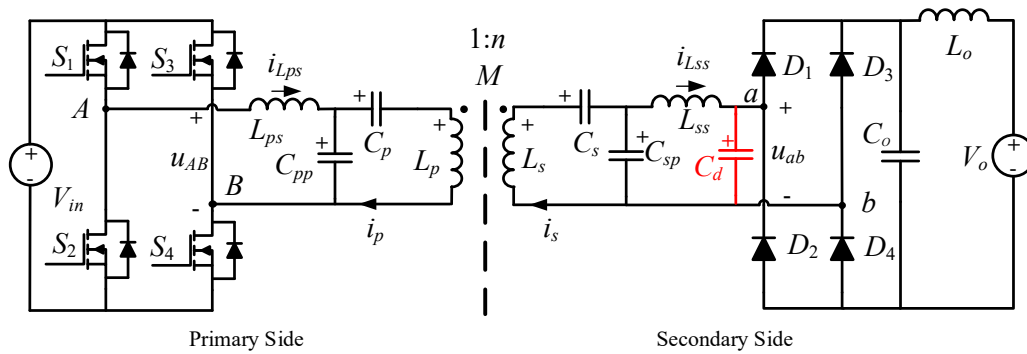 1:n
M
S1
S3
iLps
iLss
Lo
a
D1
D3
A
+
+
+
+
Lps
Cp
Cs
Lss
+
+
+
+
+
+
+
Cpp
Lp
Ls
Csp
Cd
uab
Co
Vo
uAB
+
-
Vin
B
-
-
b
-
S2
S4
ip
is
D2
D4
Primary Side
Secondary Side